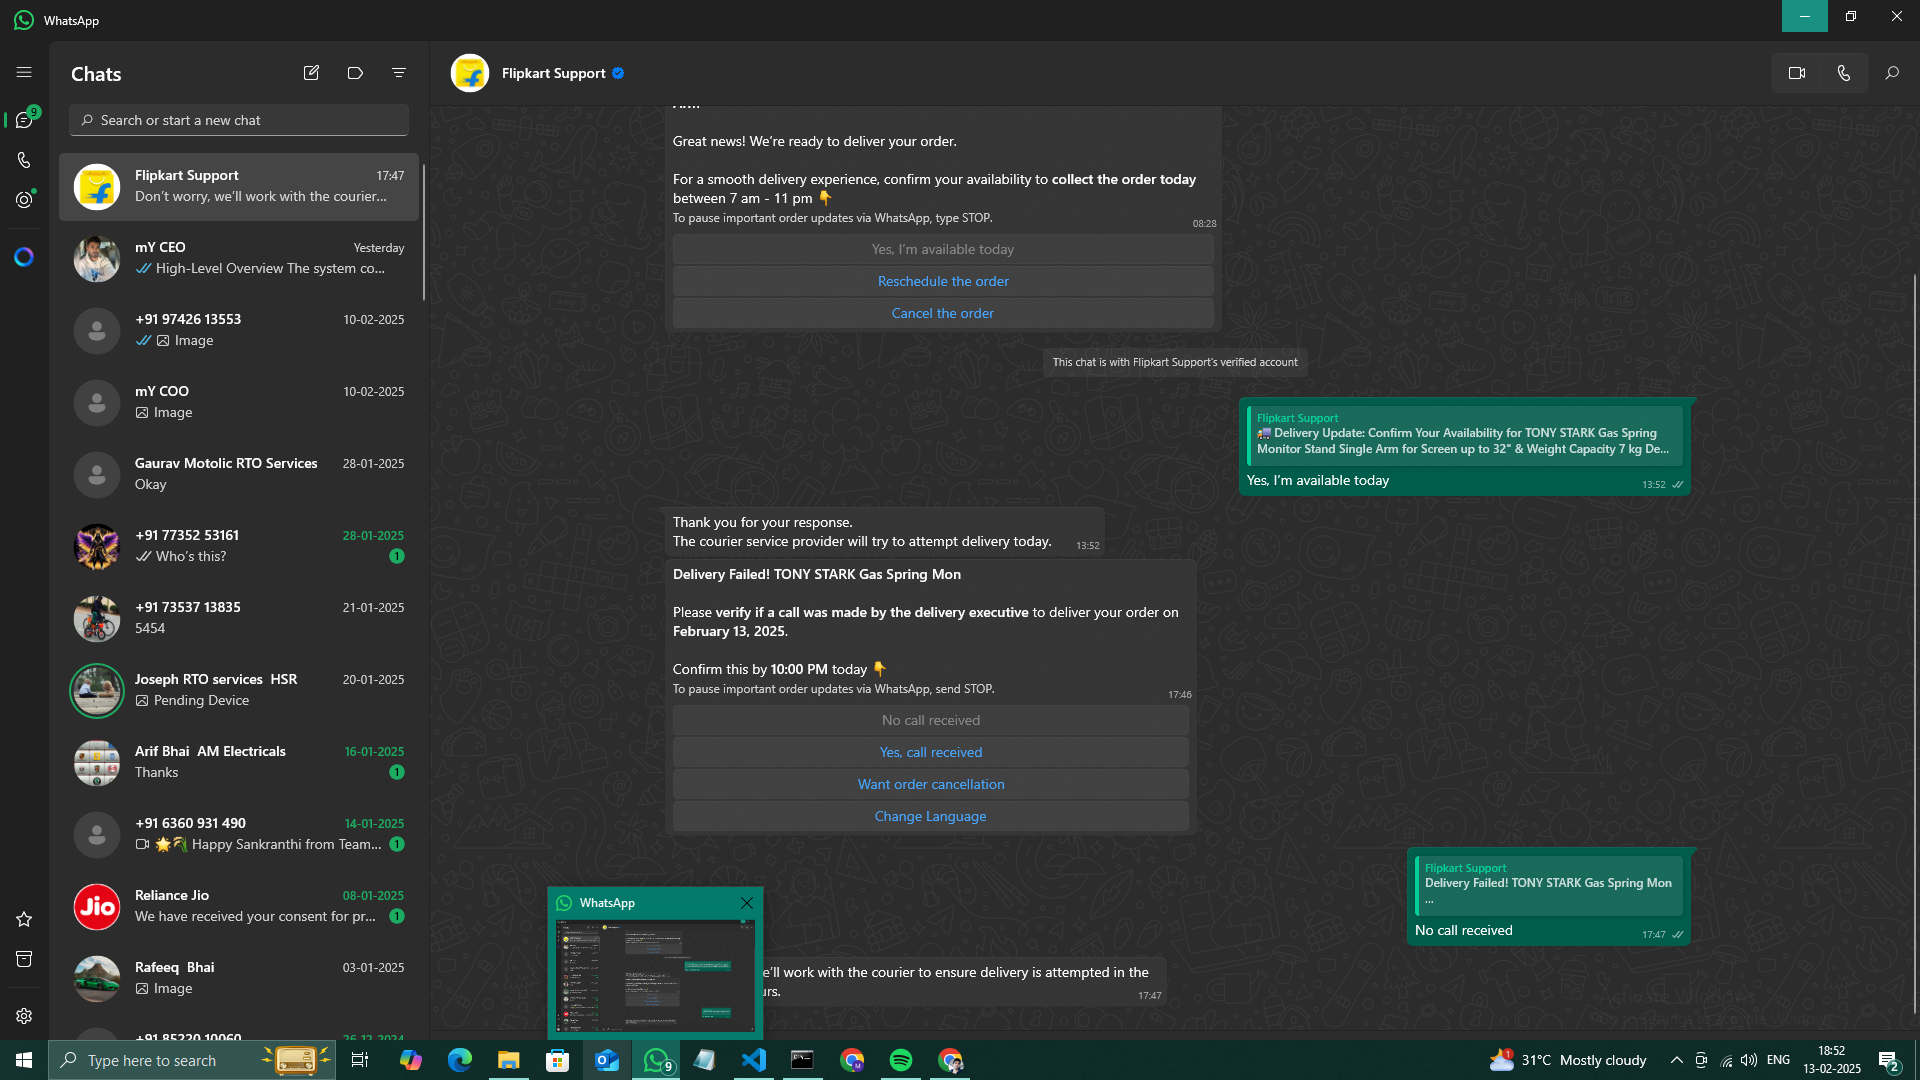 WhatsApp
Chats
Search or start a new chat
9
Flipkart Support 17:47
Don't worry, we'll work with the courier...
mY CEO Yesterday
High-Level Overview The system co...
+91 97426 13553 10-02-2025
Image
mY COO 10-02-2025
Image
Gaurav Motolic RTO Services 28-01-2025
Okay
+91 77352 53161 28-01-2025
Who's this? 1
+91 73537 13835 21-01-2025
5454
Joseph RTO services HSR 20-01-2025
Pending Device
Arif Bhai AM Electricals 16-01-2025
Thanks 1
+91 6360 931 490 14-01-2025
🌟🌾 Happy Sankranthi from Team... 1
Jio
Reliance Jio 08-01-2025
We have received your consent for pr... 1
Rafeeq Bhai 03-01-2025
Image
+91 85220 10060 26-12-2024
Flipkart Support
Great news! We're ready to deliver your order.
For a smooth delivery experience, confirm your availability to collect the order today
between 7 am - 11 pm 👇
To pause important order updates via WhatsApp, type STOP.
08:28
Yes, I'm available today
Reschedule the order
Cancel the order
This chat is with Flipkart Support's verified account
Flipkart Support
🚚 Delivery Update: Confirm Your Availability for TONY STARK Gas Spring
Monitor Stand Single Arm for Screen up to 32" & Weight Capacity 7 kg De...
Yes, I'm available today
13:52
Thank you for your response.
The courier service provider will try to attempt delivery today.
13:52
Delivery Failed! TONY STARK Gas Spring Mon
Please verify if a call was made by the delivery executive to deliver your order on
February 13, 2025.
Confirm this by 10:00 PM today 👇
To pause important order updates via WhatsApp, send STOP.
17:46
No call received
Yes, call received
Want order cancellation
Change Language
Flipkart Support
Delivery Failed! TONY STARK Gas Spring Mon
...
No call received
17:47
WhatsApp
e'll work with the courier to ensure delivery is attempted in the
urs.
17:47
Activate Windows
Type here to search
9
1
31°C Mostly cloudy
ENG
18:52
13-02-2025
2